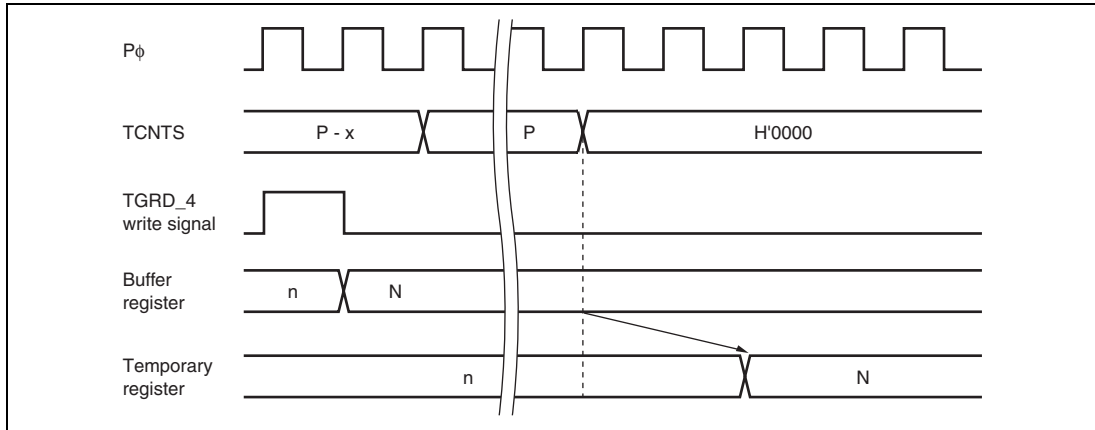 Pϕ
TCNTS
P - x
P
H'0000
TGRD_4
write signal
Buffer
register
n
N
Temporary
register
n
N